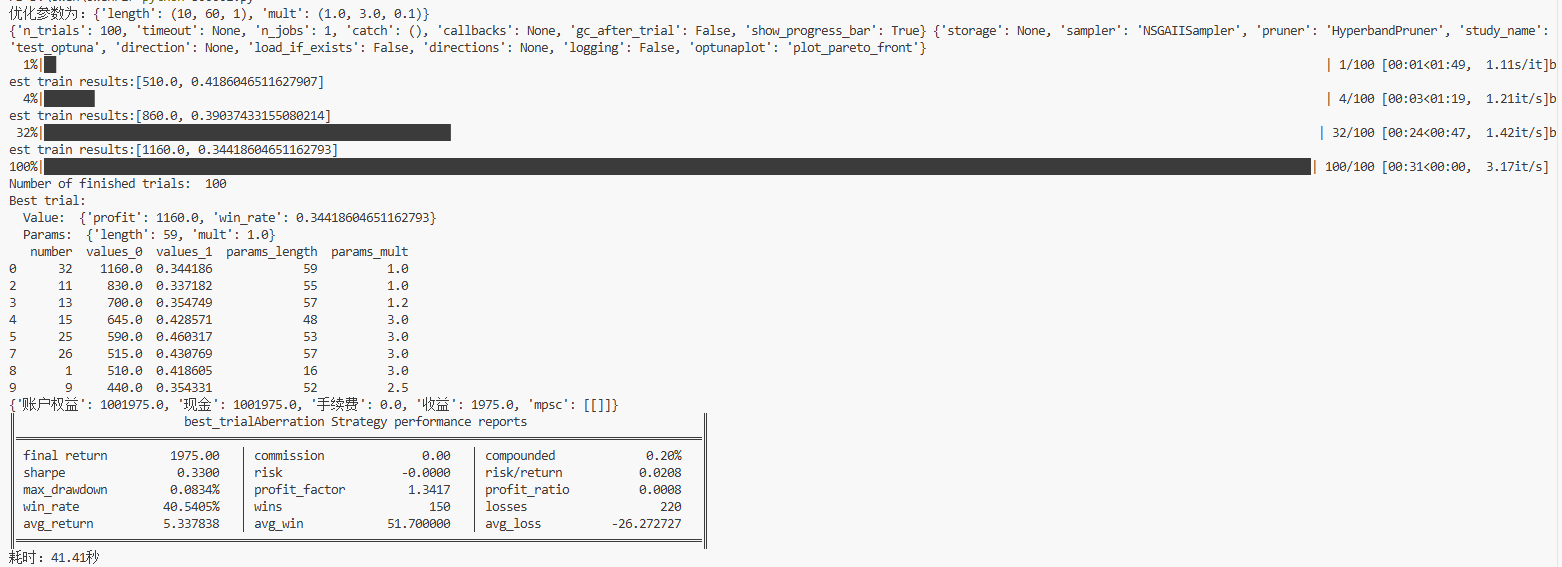 优化参数为：{'length': (10, 60, 1), 'mult': (1.0, 3.0, 0.1)}
{'n_trials': 100, 'timeout': None, 'n_jobs': 1, 'catch': (), 'callbacks': None, 'gc_after_trial': False, 'show_progress_bar': True} {'storage': None, 'sampler': 'NSGAIISampler', 'pruner': 'HyperbandPruner', 'study_name':
'test_optuna', 'direction': None, 'load_if_exists': False, 'directions': None, 'logging': False, 'optunaplot': 'plot_pareto_front'}
1%| | 1/100 [00:01<01:49, 1.11s/it]b
est train results:[510.0, 0.4186046511627907]
4%| | 4/100 [00:03<01:19, 1.21it/s]b
est train results:[860.0, 0.39037433155080214]
32%| | 32/100 [00:24<00:47, 1.42it/s]b
est train results:[1160.0, 0.34418604651162793]
100%| | 100/100 [00:31<00:00, 3.17it/s]
Number of finished trials: 100
Best trial:
Value: {'profit': 1160.0, 'win_rate': 0.34418604651162793}
Params: {'length': 59, 'mult': 1.0}
number values_0 values_1 params_length params_mult
0 32 1160.0 0.344186 59 1.0
2 11 830.0 0.337182 55 1.0
3 13 700.0 0.354749 57 1.2
4 15 645.0 0.428571 48 3.0
5 25 590.0 0.460317 53 3.0
7 26 515.0 0.430769 57 3.0
8 1 510.0 0.418605 16 3.0
9 9 440.0 0.354331 52 2.5
{'账户权益': 1001975.0, '现金': 1001975.0, '手续费': 0.0, '收益': 1975.0, 'mpsc': [[]]}
best_trialAberration Strategy performance reports
final return 1975.00 | commission 0.00 | compounded 0.20%
sharpe 0.3300 | risk -0.0000 | risk/return 0.0208
max_drawdown 0.0834% | profit_factor 1.3417 | profit_ratio 0.0008
win_rate 40.5405% | wins 150 | losses 220
avg_return 5.337838 | avg_win 51.700000 | avg_loss -26.272727
耗时：41.41秒